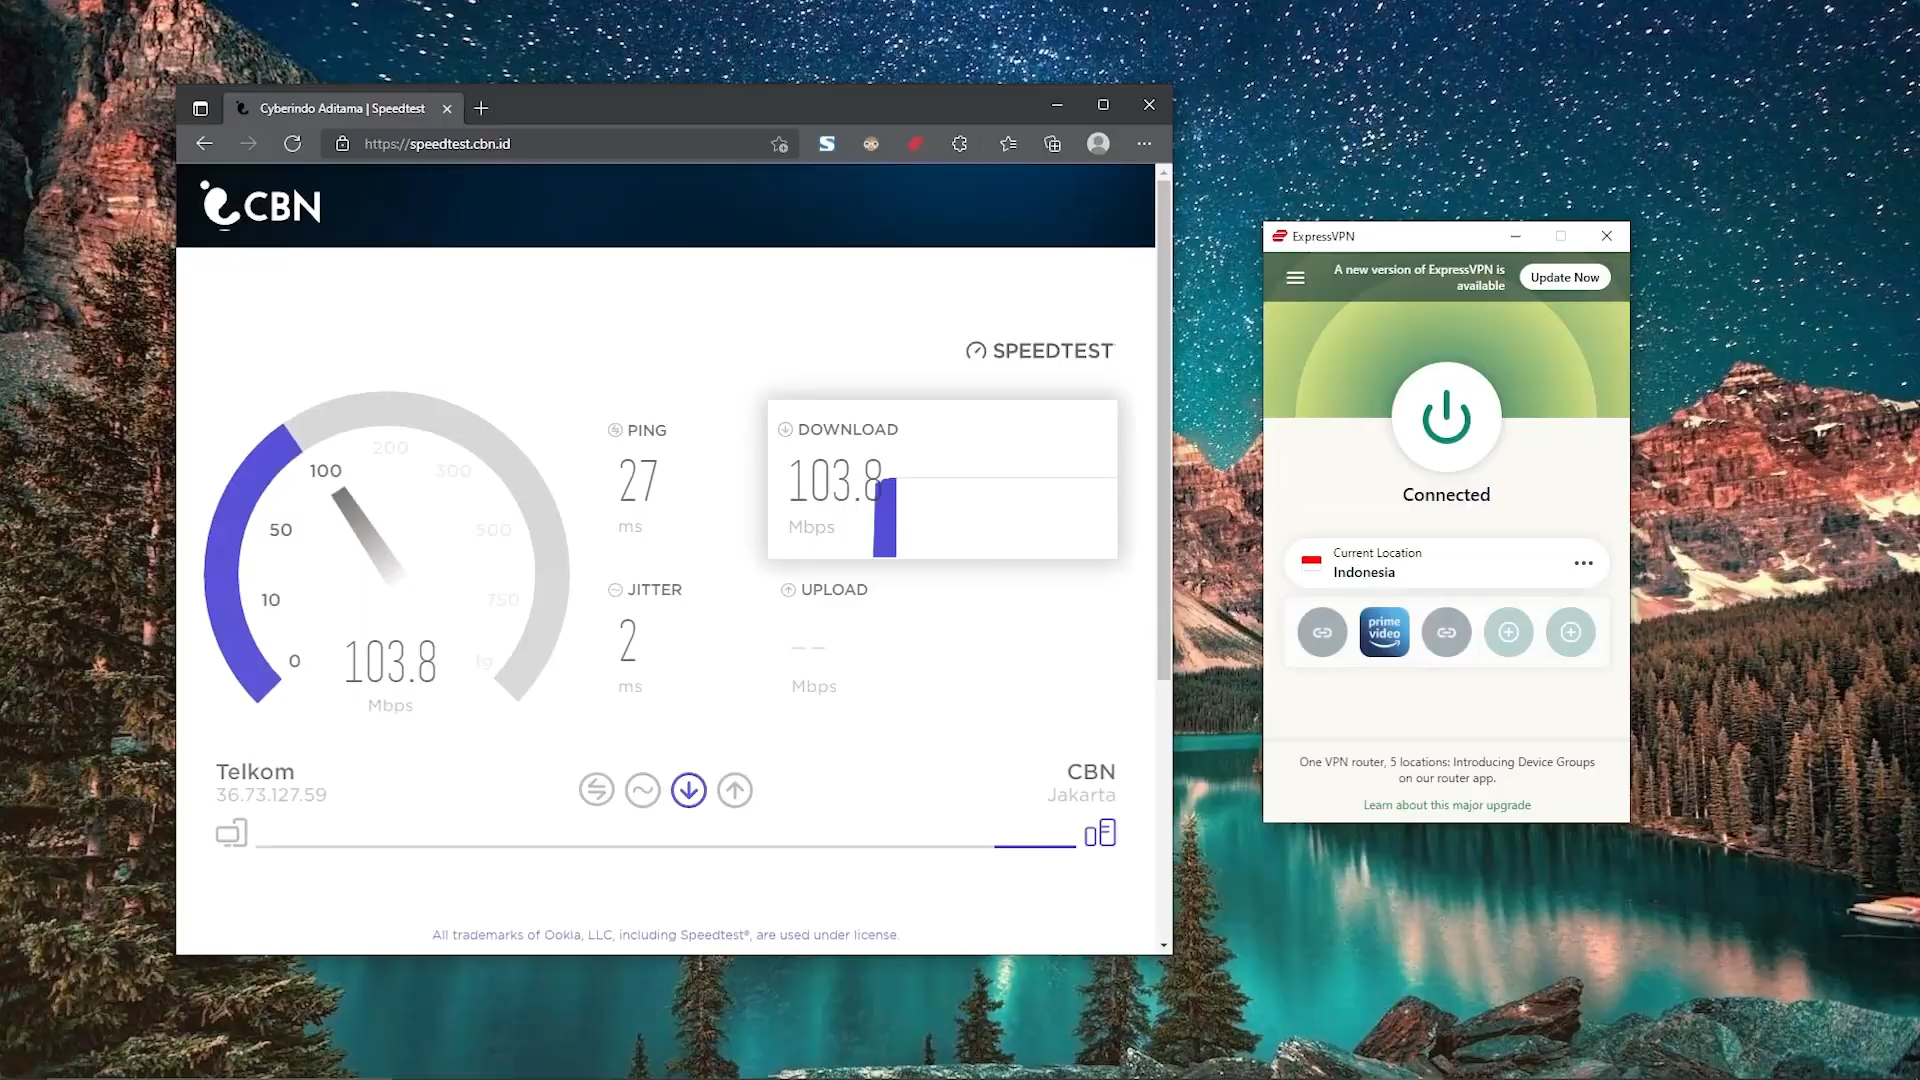 Cyberindo Aditama | Speedtest
https://speedtest.cbn.id
S
CBN
SPEEDTEST
PING
27
ms
DOWNLOAD
103.8
Mbps
JITTER
2
ms
UPLOAD
— —
Mbps
0
10
50
100
200
300
500
750
1g
103.8
Mbps
Telkom
36.73.127.59
CBN
Jakarta
All trademarks of Ookla, LLC, including Speedtest®, are used under license.
ExpressVPN
A new version of ExpressVPN is
available
Update Now
Connected
Current Location
Indonesia
prime
video
One VPN router, 5 locations: Introducing Device Groups
on our router app.
Learn about this major upgrade